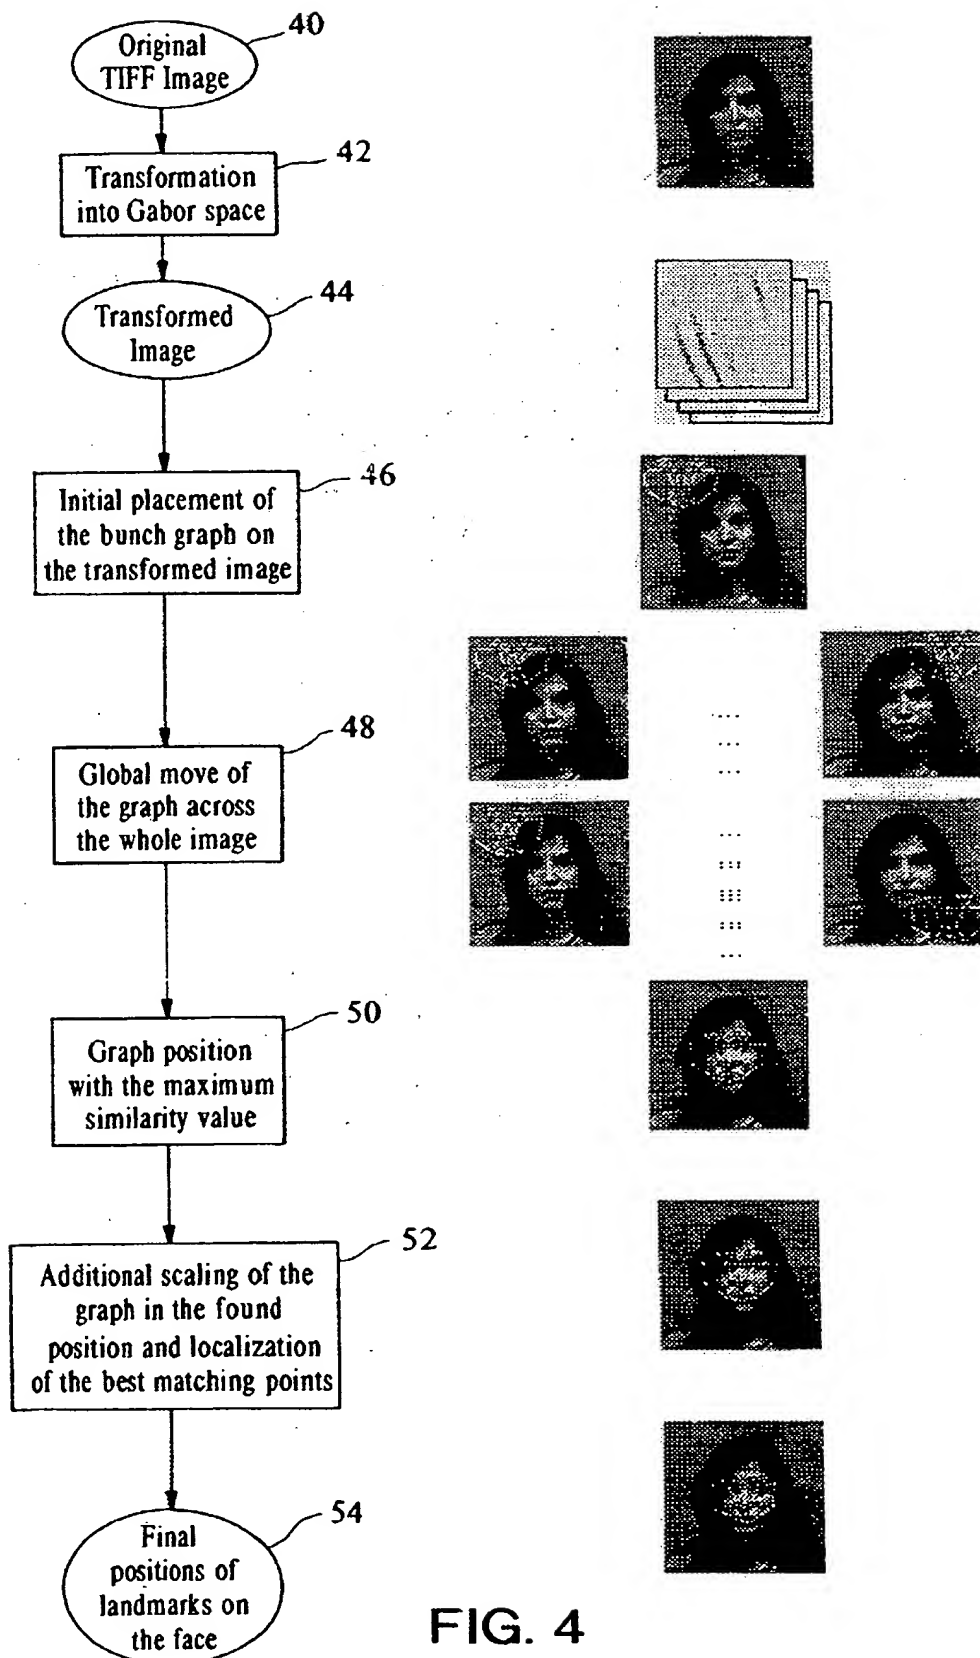 40
Original
TIFF Image
42
Transformation
into Gabor space
44
Transformed
Image
46
Initial placement of
the bunch graph on
the transformed image
48
Global move of
the graph across
the whole image
50
Graph position
with the maximum
similarity value
52
Additional scaling of the
graph in the found
position and localization
of the best matching points
54
Final
positions of
landmarks on
the face
FIG. 4